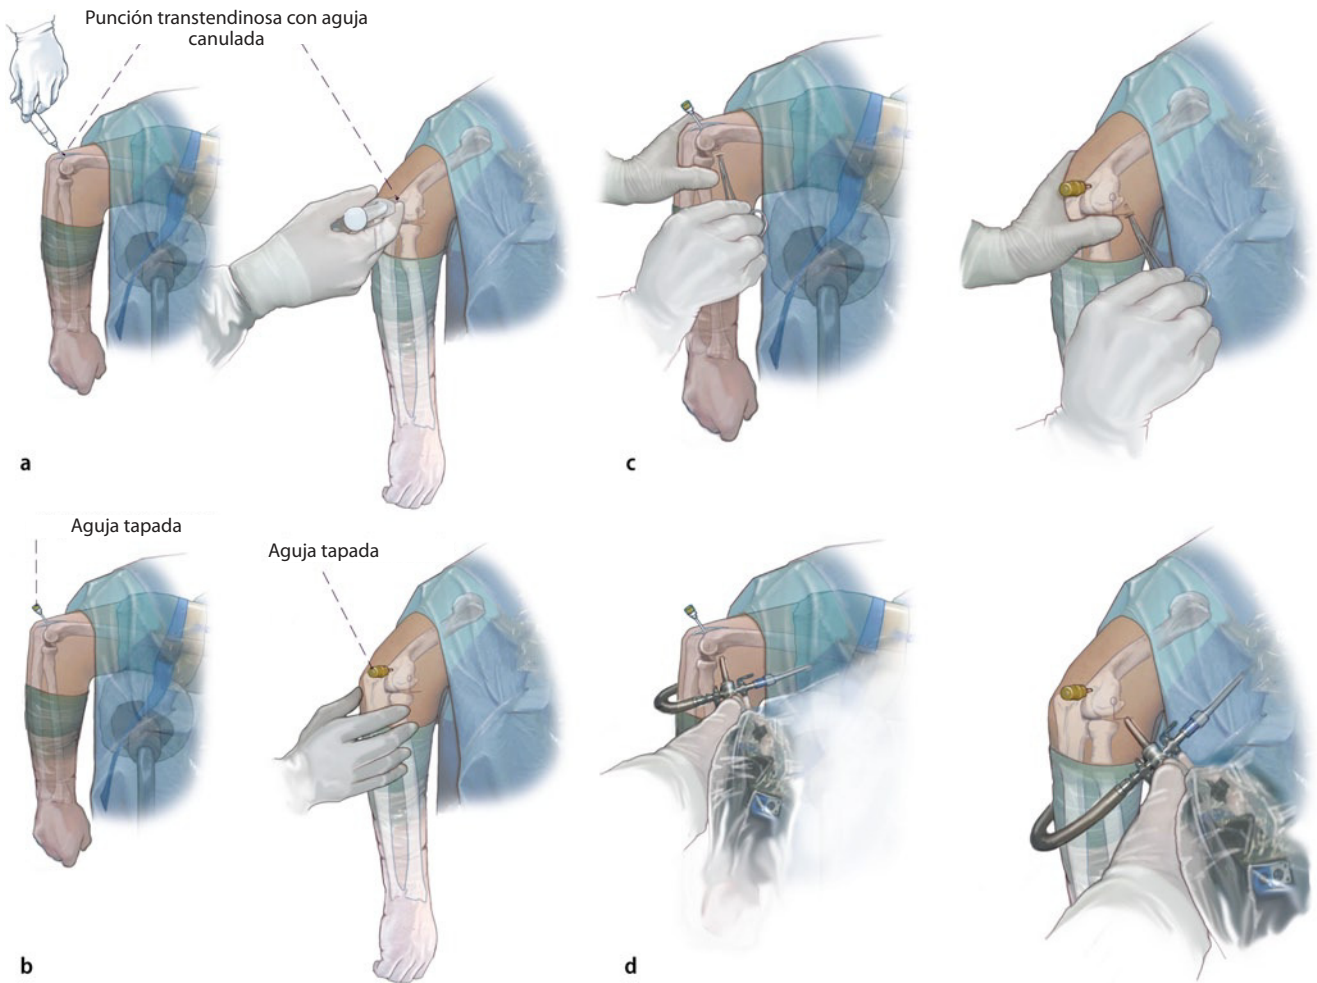 Punción transtendinosa con aguja
canulada
a
c
Aguja tapada
Aguja tapada
b
d